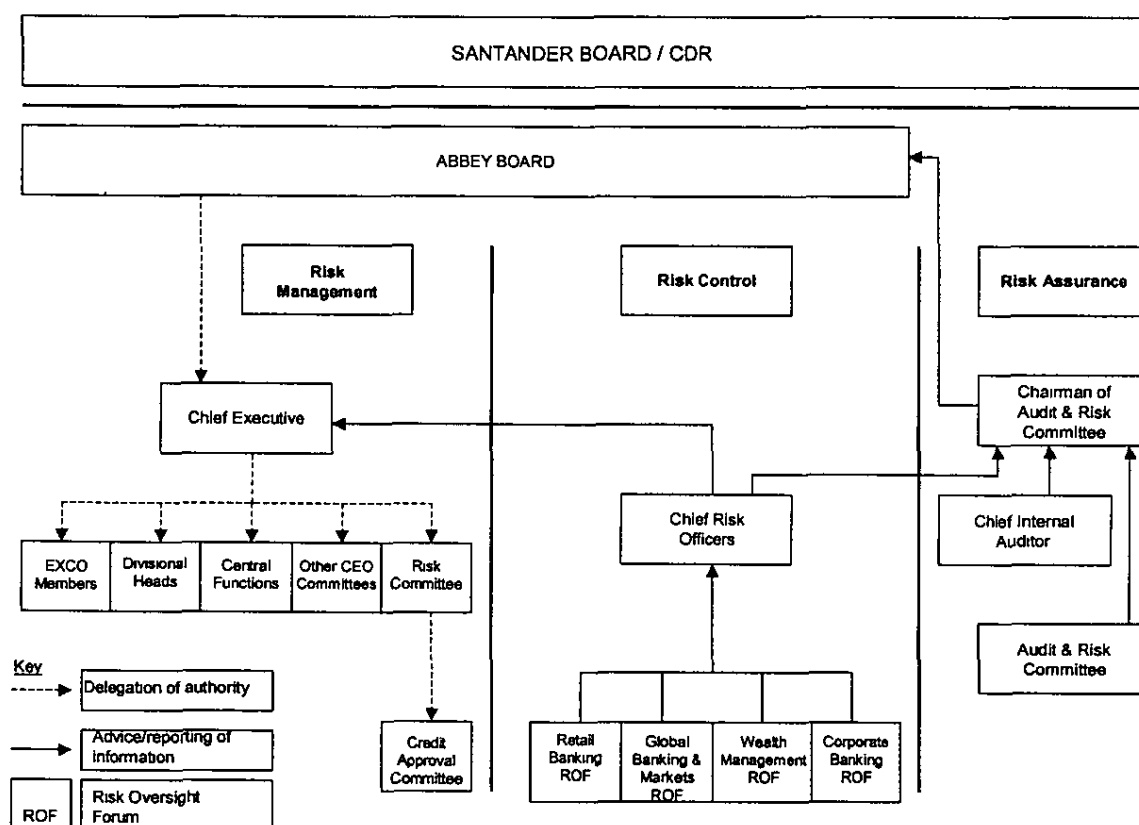 SANTANDER BOARD / CDR
ABBEY BOARD
Risk
Management
Risk Control
Risk Assurance
Chief Executive
Chairman of
Audit & Risk
Committee
Chief Risk
Officers
Chief Internal
Auditor
EXCO
Members
Divisional
Heads
Central
Functions
Other CEO
Committees
Risk
Committee
Audit & Risk
Committee
Key
Delegation of authority
Advice/reporting of
information
ROF
Risk Oversight
Forum
Credit
Approval
Committee
Retail
Banking
ROF
Global
Banking &
Markets
ROF
Wealth
Management
ROF
Corporate
Banking
ROF